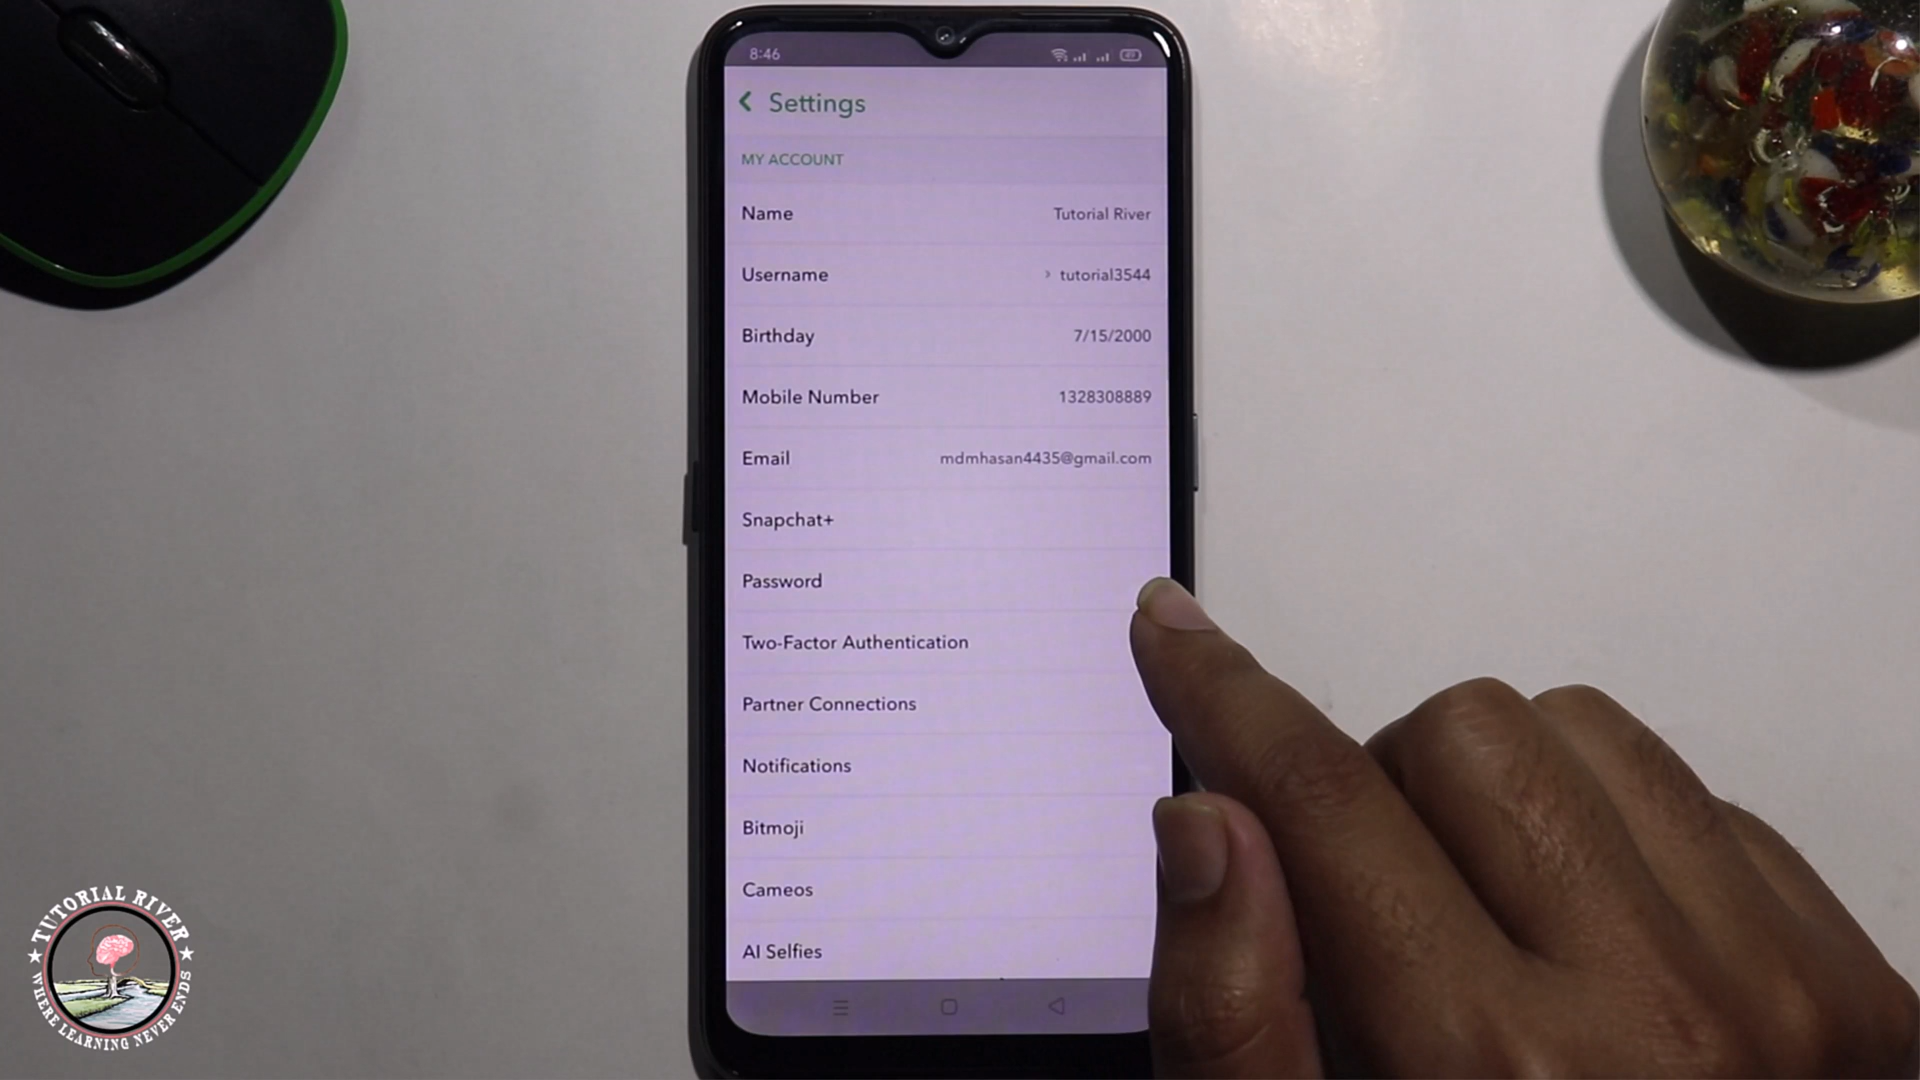 8:46
Settings
MY ACCOUNT
Name Tutorial River
Username › tutorial3544
Birthday 7/15/2000
Mobile Number 1328308889
Email mdmhasan4435@gmail.com
Snapchat+
Password
Two-Factor Authentication
Partner Connections
Notifications
Bitmoji
Cameos
AI Selfies
TUTORIAL RIVER
WHERE LEARNING NEVER ENDS